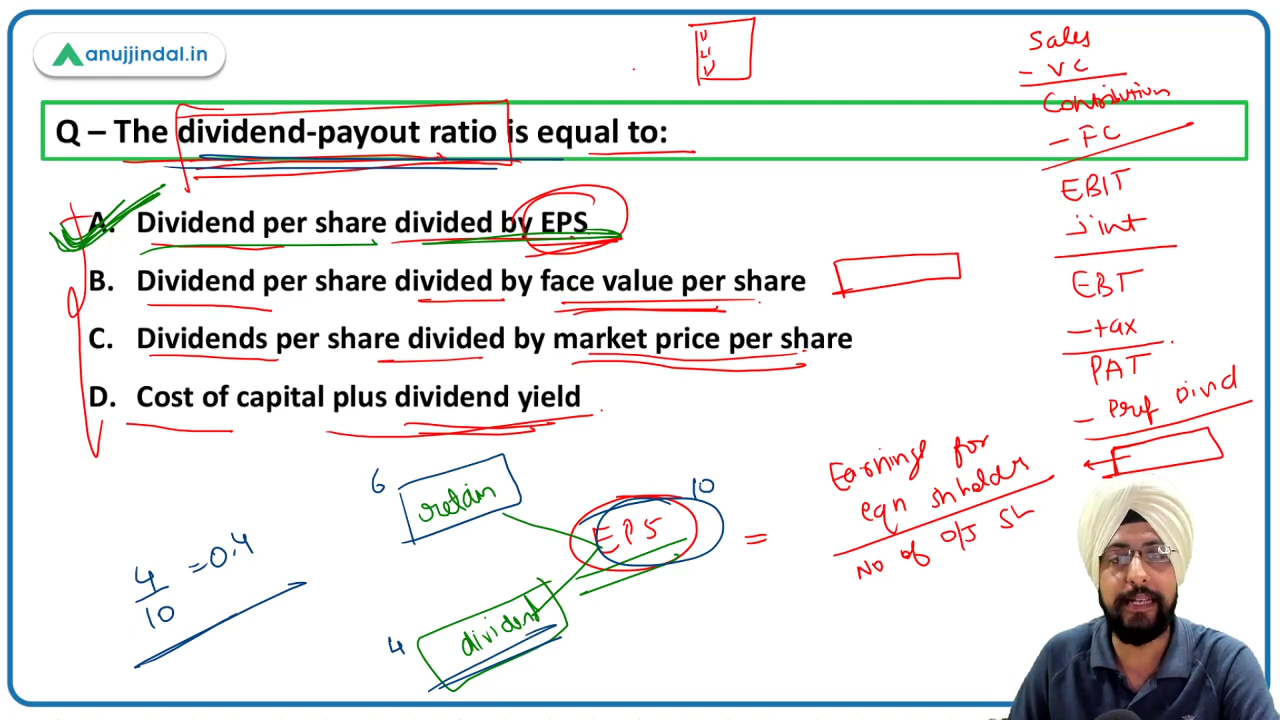 anujjindal.in
Q – The dividend-payout ratio is equal to:
A. Dividend per share divided by EPS
B. Dividend per share divided by face value per share
C. Dividends per share divided by market price per share
D. Cost of capital plus dividend yield
Sales
- VC
Contribution
- FC
EBIT
int
EBT
- tax
PAT
- Pref Divid
E
6
retain
10
EPS
=
Earning for
eqn shholder
No of o/s sh
4
dividend
4
10
=0.4